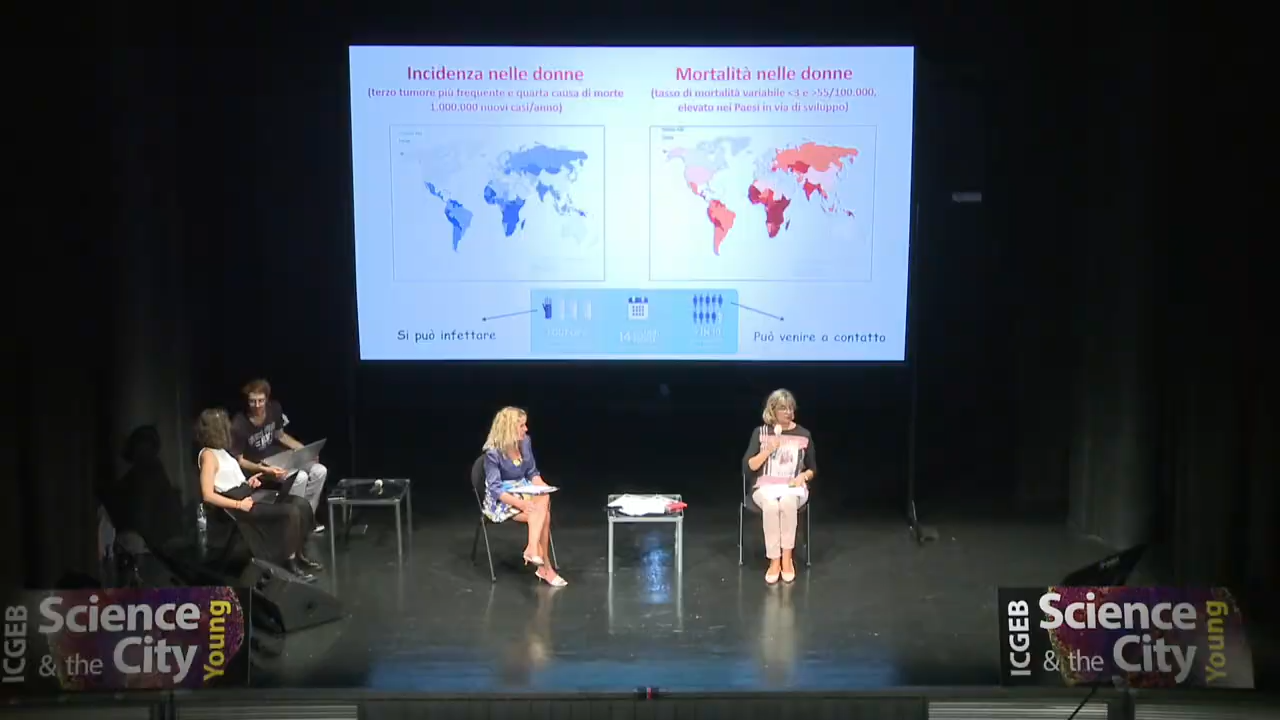 Incidenza nelle donne
(terzo tumore più frequente e quarta causa di morte
1.000.000 nuovi casi/anno)
Mortalità nelle donne
(tasso di mortalità variabile <3 e >55/100.000,
elevato nei Paesi in via di sviluppo)
Si può infettare
14
Può venire a contatto
ICGEB
Science
& the City
Young
ICGEB
Science
& the City
Young